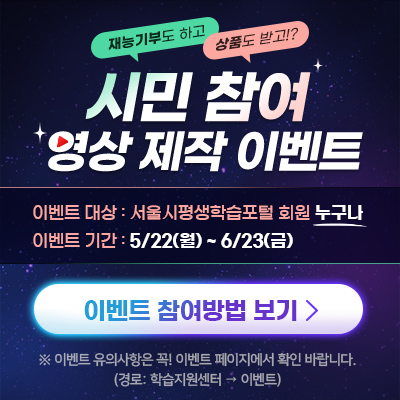 재능기부도 하고
상품도 받고!?
시민 참여
영상 제작 이벤트
이벤트 대상 : 서울시평생학습포털 회원 누구나
이벤트 기간 : 5/22(월) ~ 6/23(금)
이벤트 참여방법 보기 >
※ 이벤트 유의사항은 꼭! 이벤트 페이지에서 확인 바랍니다.
(경로: 학습지원센터 → 이벤트)